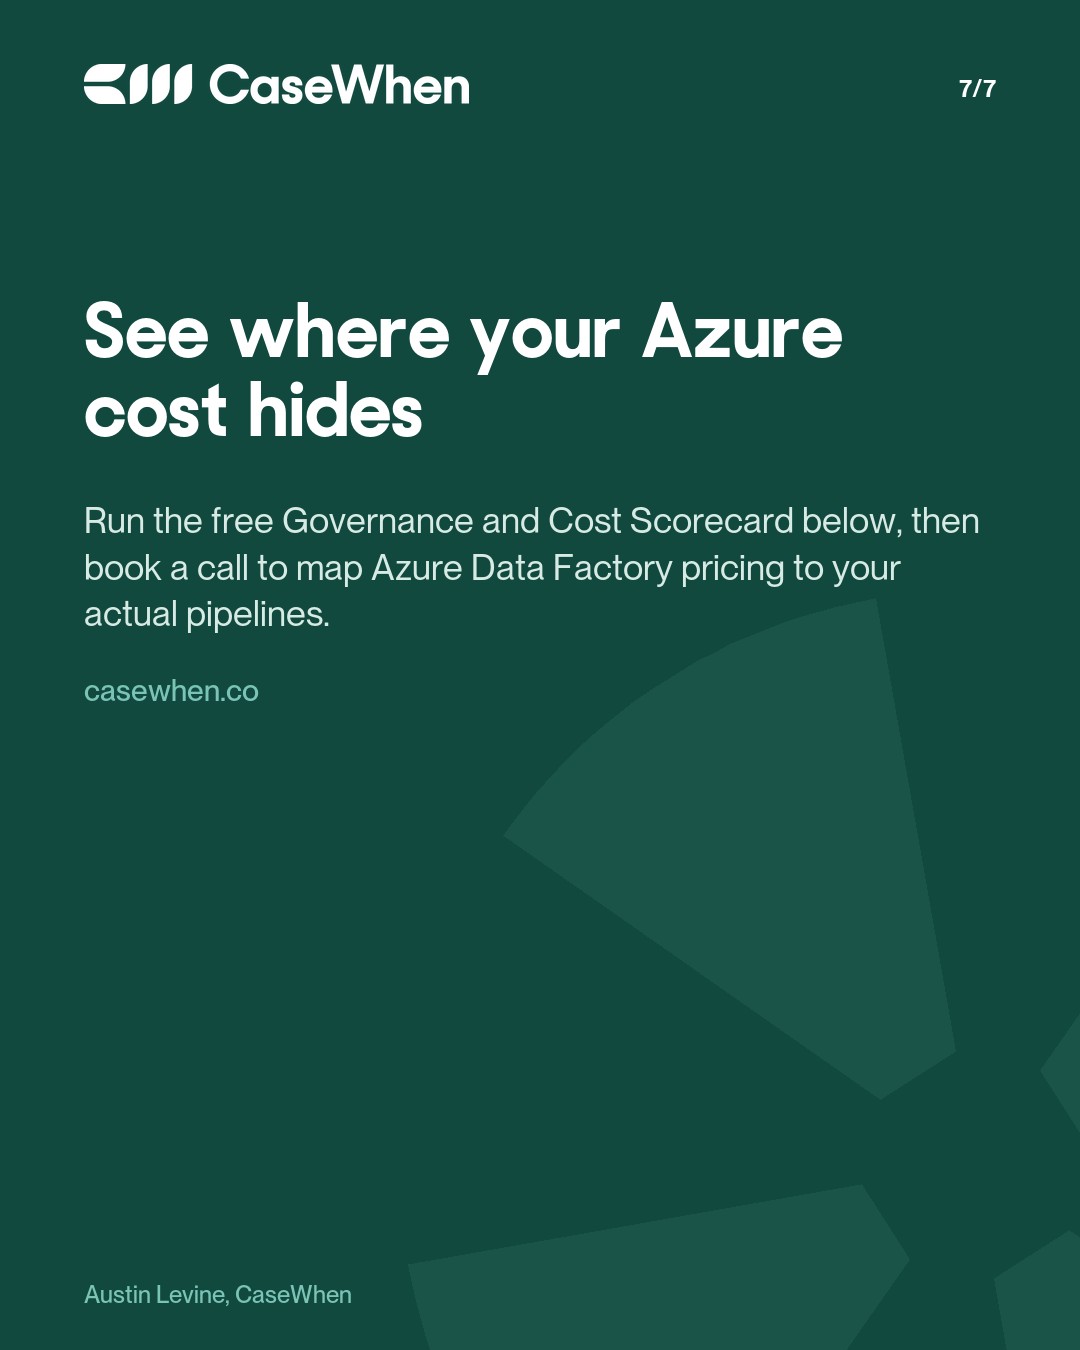 CaseWhen
7/7
See where your Azure
cost hides
Run the free Governance and Cost Scorecard below, then
book a call to map Azure Data Factory pricing to your
actual pipelines.
casewhen.co
Austin Levine, CaseWhen